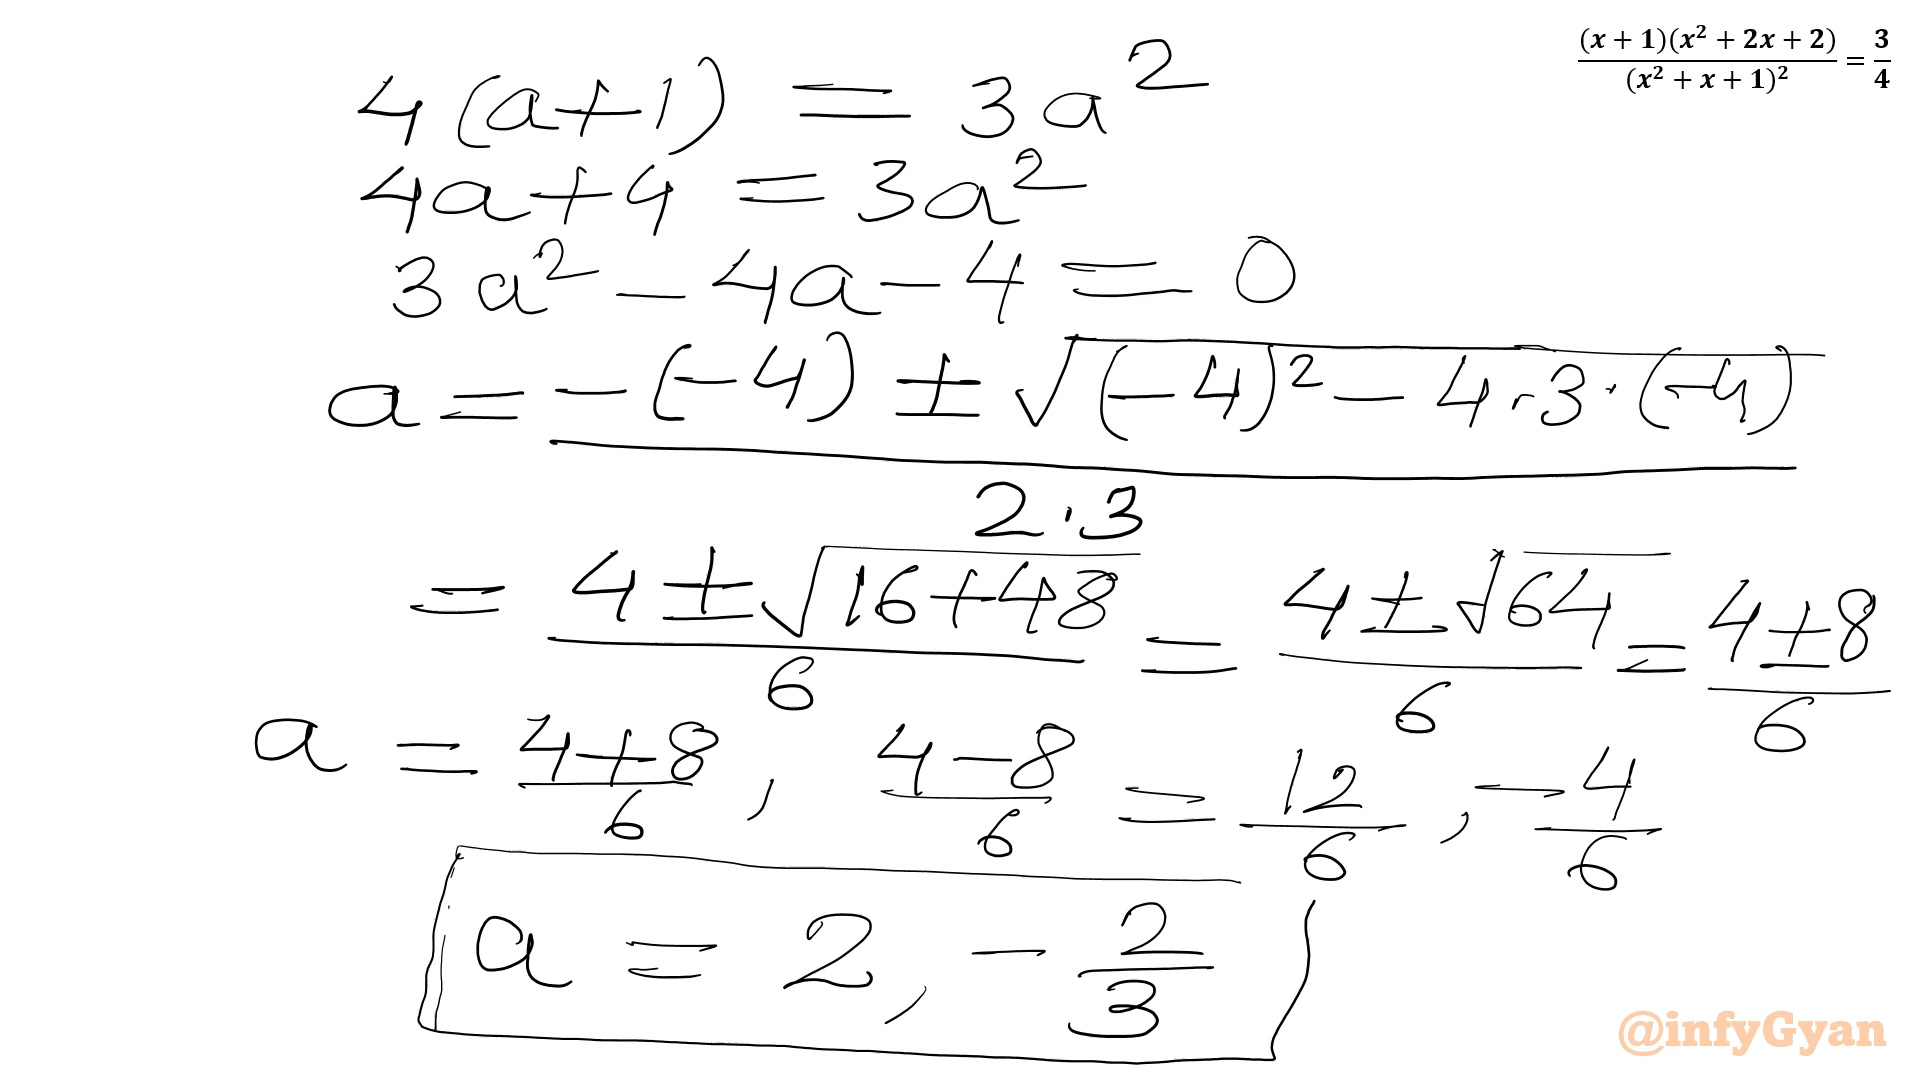 (x + 1)(x² + 2x + 2) / (x² + x + 1)² = 3/4
4(a+1) = 3a²
4a+4 = 3a²
3a² - 4a - 4 = 0
a = (-(-4) ± √((-4)² - 4·3·(-4))) / 2·3
= (4 ± √(16+48)) / 6 = (4 ± √64) / 6 = (4 ± 8) / 6
a = (4+8)/6 , (4-8)/6 = 12/6 , -4/6
a = 2 , -2/3
@infyGyan